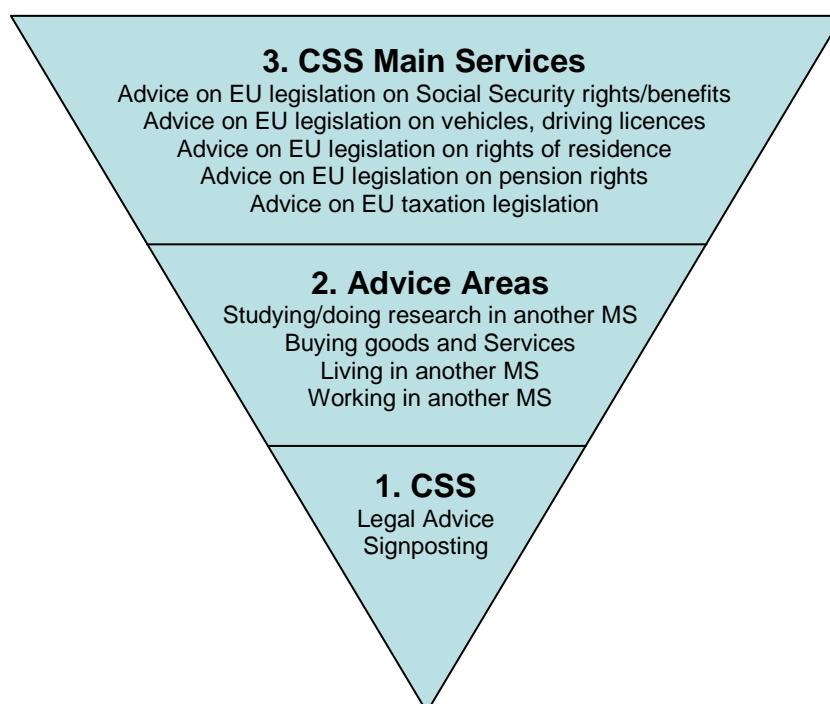 3. CSS Main Services
Advice on EU legislation on Social Security rights/benefits
Advice on EU legislation on vehicles, driving licences
Advice on EU legislation on rights of residence
Advice on EU legislation on pension rights
Advice on EU taxation legislation
2. Advice Areas
Studying/doing research in another MS
Buying goods and Services
Living in another MS
Working in another MS
1. CSS
Legal Advice
Signposting